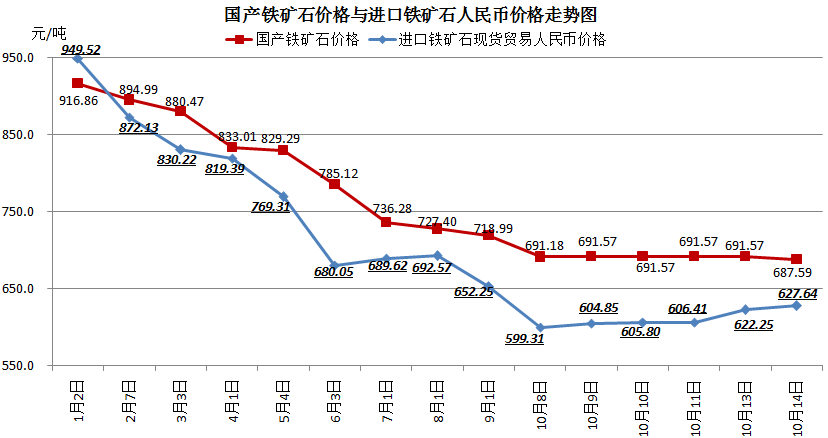 国产铁矿石价格与进口铁矿石人民币价格走势图
元/吨
国产铁矿石价格 进口铁矿石现货贸易人民币价格
950.0
850.0
750.0
650.0
550.0
949.52
916.86
894.99
872.13
880.47
830.22
833.01
819.39
829.29
769.31
785.12
680.05
736.28
689.62
727.40
692.57
718.99
652.25
691.18
599.31
691.57
604.85
691.57
605.80
691.57
606.41
691.57
622.25
687.59
627.64
1月2日
2月7日
3月3日
4月1日
5月4日
6月3日
7月1日
8月1日
9月1日
10月8日
10月9日
10月10日
10月11日
10月13日
10月14日